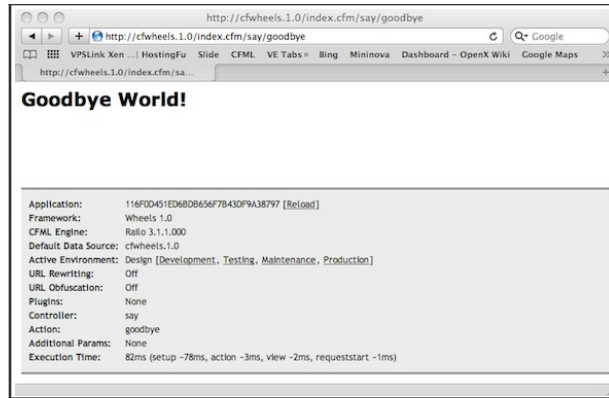 http://cfwheels.1.0/index.cfm/say/goodbye
http://cfwheels.1.0/index.cfm/say/goodbye
Google
VPSLink Xen ...| HostingFu Slide CFML VE Tabs Bing Mininova Dashboard - OpenX Wiki Google Maps
http://cfwheels.1.0/index.cfm/sa...
Goodbye World!
Application: 116F0D451ED6BDB656F7B43DF9A38797 [Reload]
Framework: Wheels 1.0
CFML Engine: Railo 3.1.1.000
Default Data Source: cfwheels.1.0
Active Environment: Design [Development, Testing, Maintenance, Production]
URL Rewriting: Off
URL Obfuscation: Off
Plugins: None
Controller: say
Action: goodbye
Additional Params: None
Execution Time: 82ms (setup ~78ms, action ~3ms, view ~2ms, requeststart ~1ms)